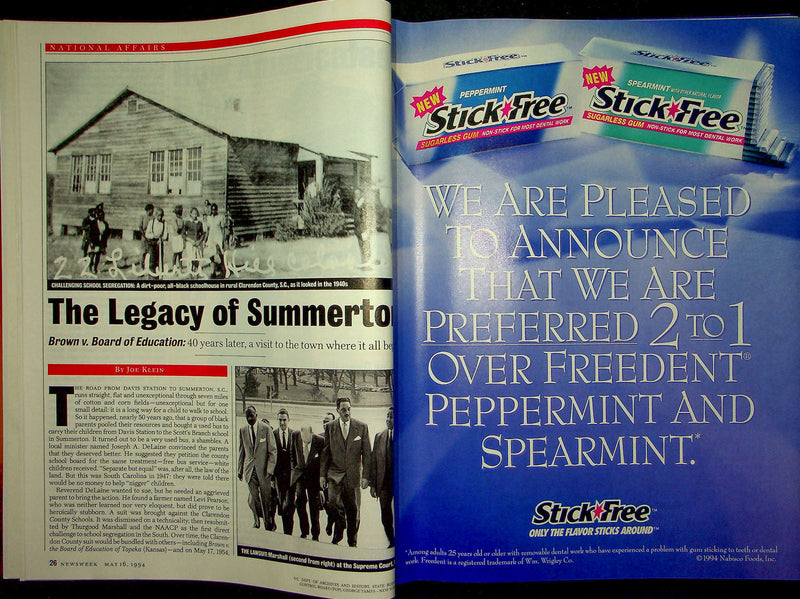 NATIONAL AFFAIRS
22 Liberty Hill Colored
CHALLENGING SCHOOL SEGREGATION: A dirt-poor, all-black schoolhouse in rural Clarendon County, S.C., as it looked in the 1940s
The Legacy of Summerto
Brown v. Board of Education: 40 years later, a visit to the town where it all be
BY JOE KLEIN
THE ROAD FROM DAVIS STATION TO SUMMERTON, S.C.,
runs straight, flat and unexceptional through seven miles
of cotton and corn fields—unexceptional but for one
small detail: it is a long way for a child to walk to school.
So it happened, nearly 50 years ago, that a group of black
parents pooled their resources and bought a used bus to
carry their children from Davis Station to the Scott's Branch school
in Summerton. It turned out to be a very used bus, a shambles. A
local minister named Joseph A. DeLaine convinced the parents
that they deserved better. He suggested they petition the county
school board for the same treatment—free bus service—white
children received. "Separate but equal" was, after all, the law of the
land. But this was South Carolina in 1947: they were told there
would be no money to help "nigger" children.
Reverend DeLaine wanted to sue, but he needed an aggrieved
parent to bring the action. He found a farmer named Levi Pearson,
who was neither learned nor very eloquent, but did prove to be
heroically stubborn. A suit was brought against the Clarendon
County Schools. It was dismissed on a technicality, then resubmit-
ted by Thurgood Marshall and the NAACP as the first direct
challenge to school segregation in the South. Over time, the Claren-
don County suit would be bundled with others—including Brown v.
the Board of Education of Topeka (Kansas)—and on May 17, 1954,
THE LAWSUIT: Marshall (second from right) at the Supreme Court,
26 NEWSWEEK MAY 16, 1994
Stick★Free
NEW
PEPPERMINT
Stick★Free™
SUGARLESS GUM NON-STICK FOR MOST DENTAL WORK
Stick★Free
NEW
SPEARMINT WITH OTHER NATURAL FLAVOR
Stick★Free™
SUGARLESS GUM NON-STICK FOR MOST DENTAL WORK
WE ARE PLEASED
TO ANNOUNCE
THAT WE ARE
PREFERRED 2 TO 1
OVER FREEDENT®
PEPPERMINT AND
SPEARMINT.*
Stick★Free™
ONLY THE FLAVOR STICKS AROUND™
*Among adults 25 years old or older with removable dental work who have experienced a problem with gum sticking to teeth or dental
work. Freedent is a registered trademark of Wm. Wrigley Co.
© 1994 Nabisco Foods, Inc.